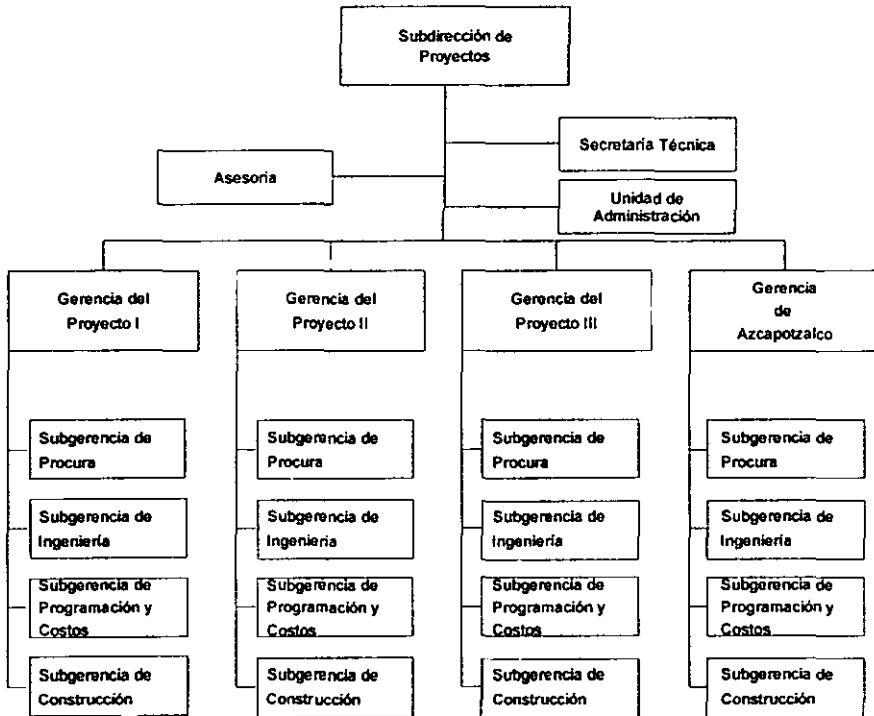 Subdirección de
Proyectos
Secretaría Técnica
Asesoria
Unidad de
Administración
Gerencia del
Proyecto I
Gerencia del
Proyecto II
Gerencia del
Proyecto III
Gerencia
de
Azcapotzalco
Subgerencia de
Procura
Subgerencia de
Procura
Subgerencia de
Procura
Subgerencia de
Procura
Subgerencia de
Ingeniería
Subgerencia de
Ingenieria
Subgerencia de
Ingeniería
Subgerencia de
Ingeniería
Subgerencia de
Programación y
Costos
Subgerencia de
Programación y
Costos
Subgerencia de
Programación y
Costos
Subgerencia de
Programación y
Costos
Subgerencia de
Construcción
Subgerencia de
Construcción
Subgerencia de
Construcción
Subgerencia de
Construcción